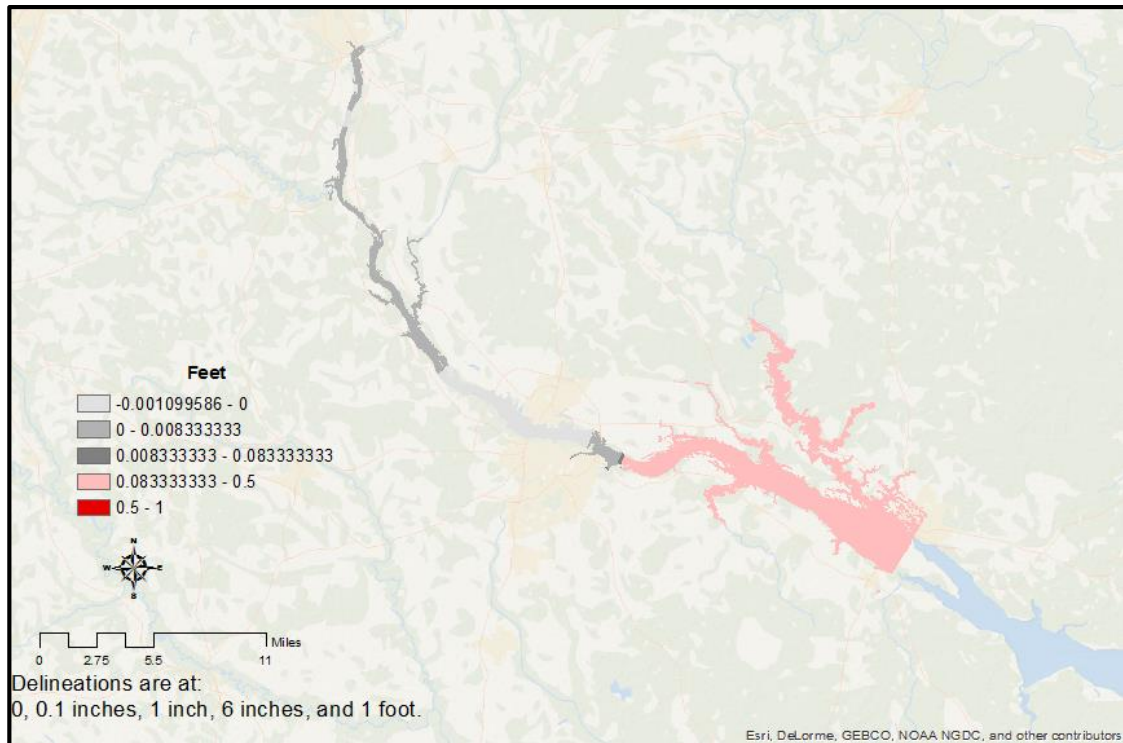 Feet
-0.001099586 - 0
0 - 0.008333333
0.008333333 - 0.083333333
0.083333333 - 0.5
0.5 - 1
N
W E
S
Miles
0 2.75 5.5 11
Delineations are at:
0, 0.1 inches, 1 inch, 6 inches, and 1 foot.
Esri, DeLorme, GEBCO, NOAA NGDC, and other contributors